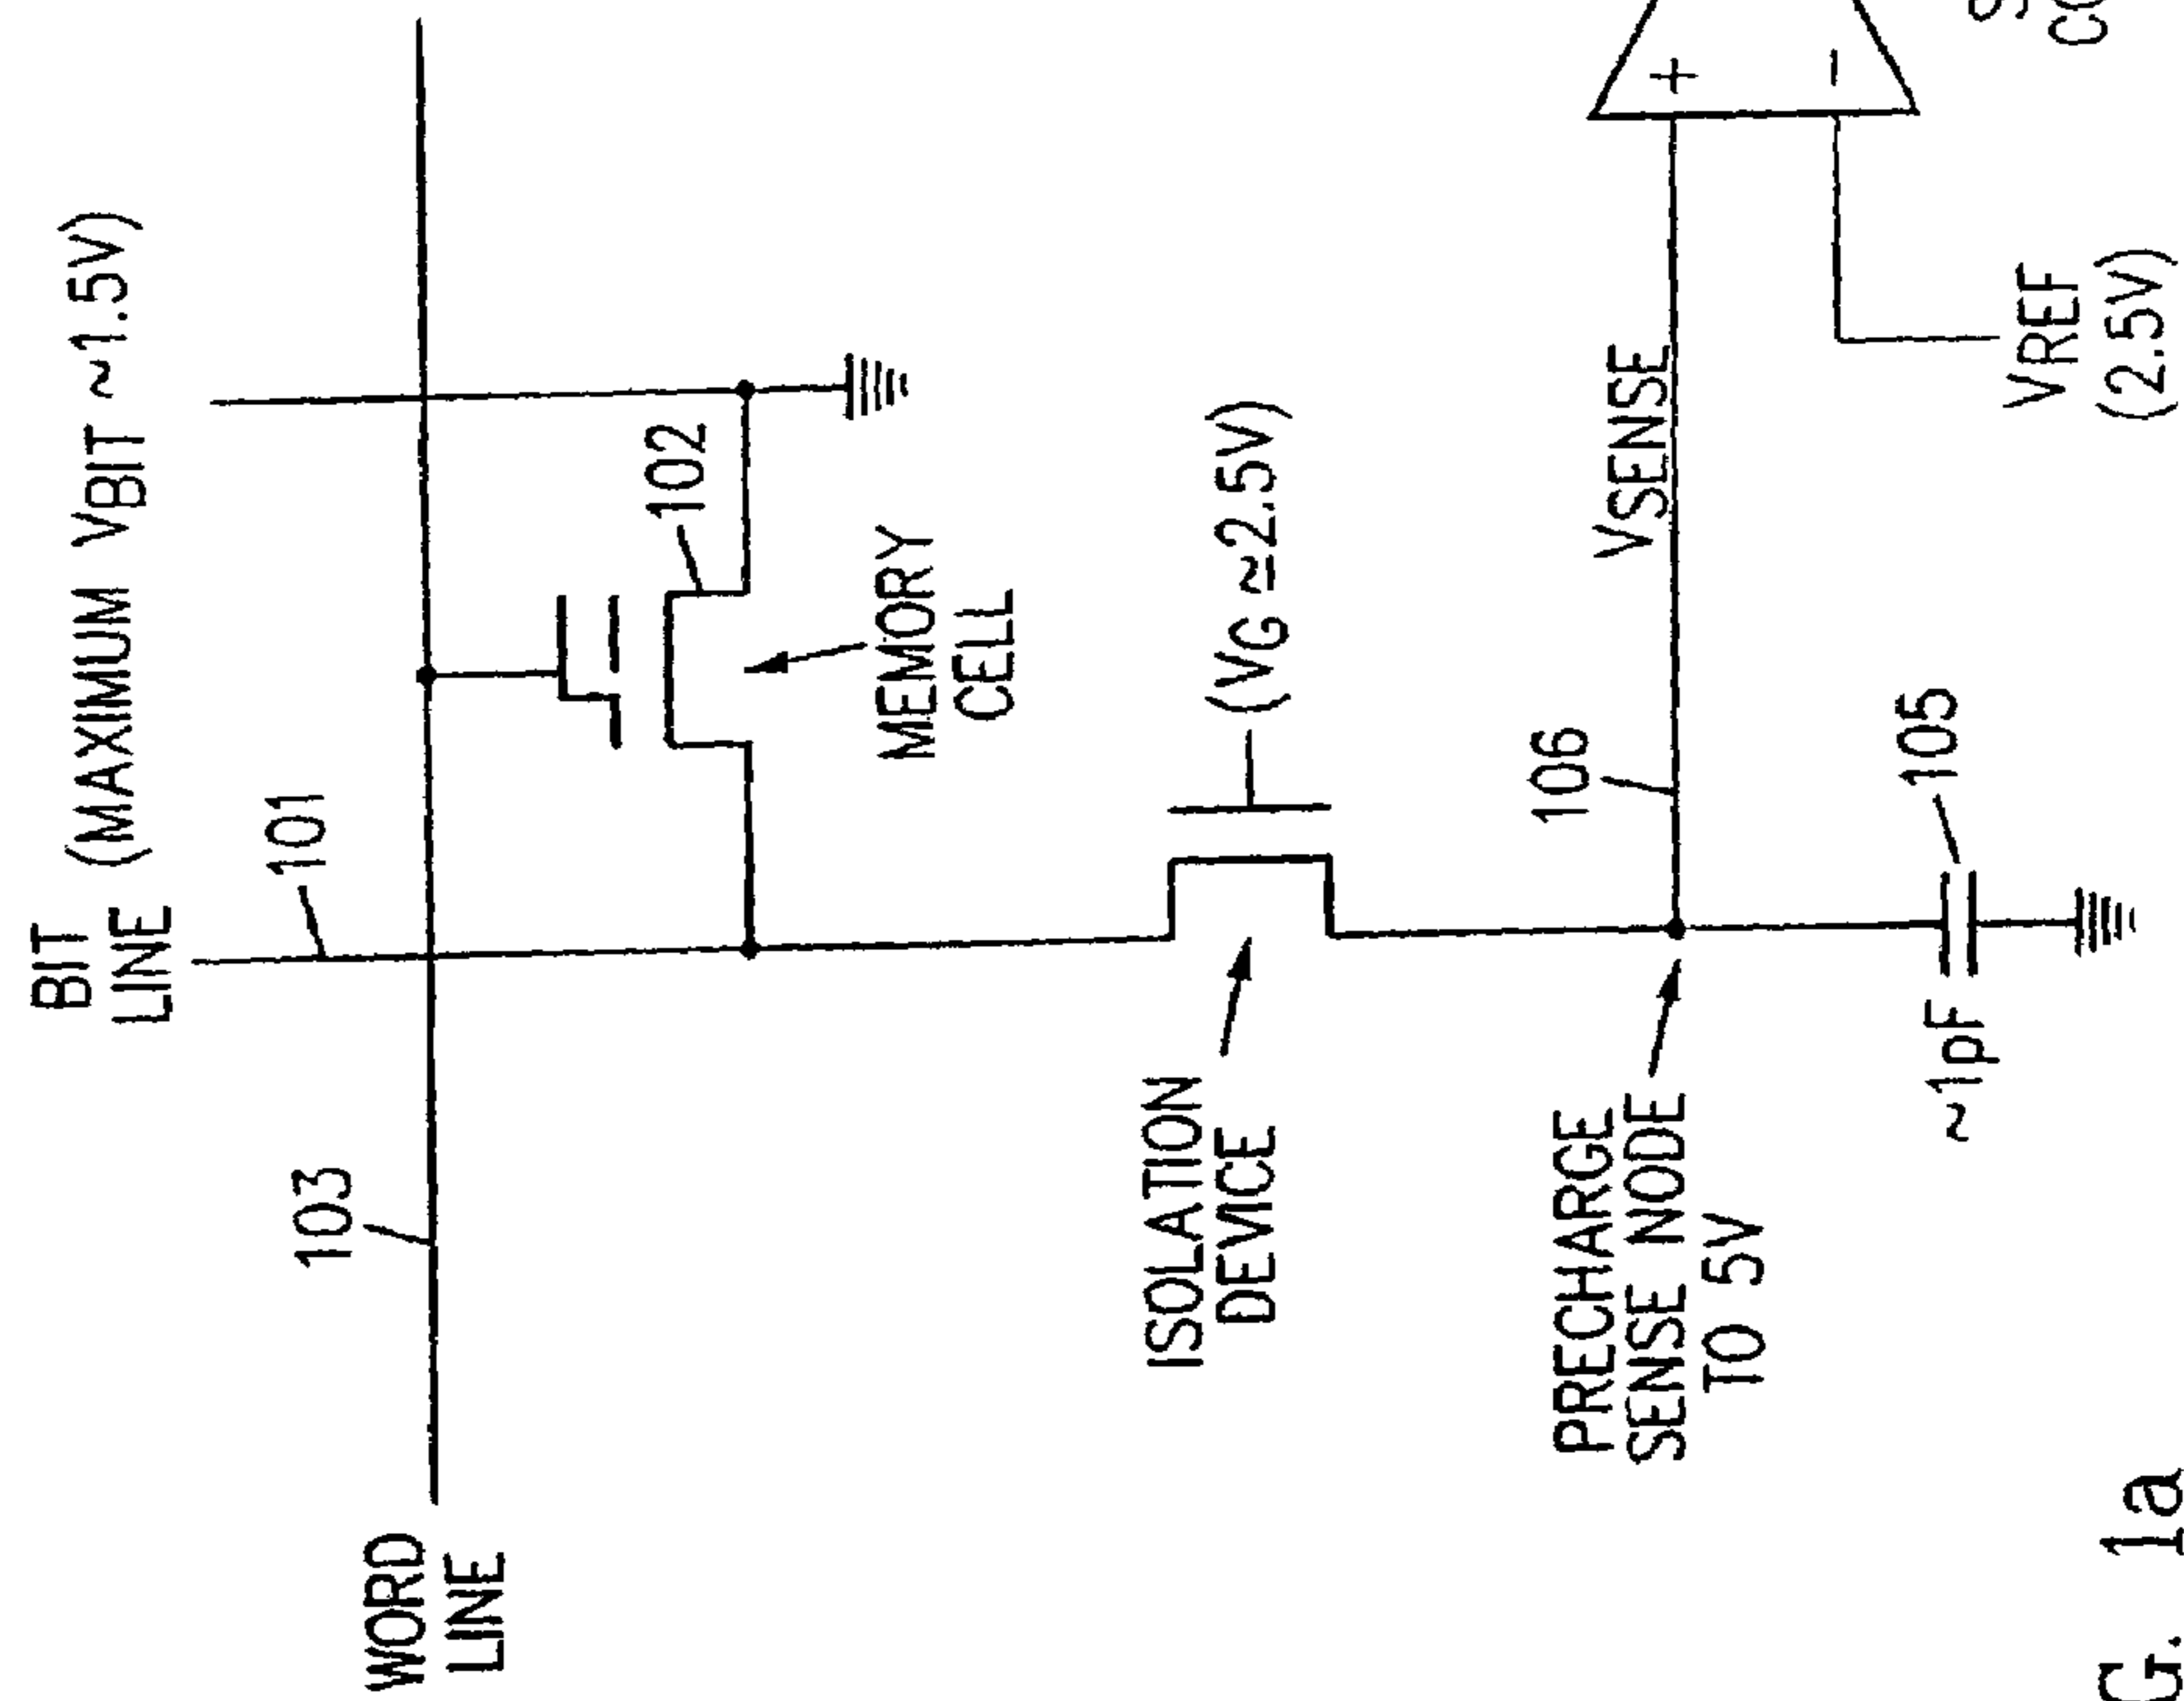 BIT
LINE (MAXIMUM VBIT ~1.5V)
101
103
WORD
LINE
102
MEMORY
CELL
ISOLATION
DEVICE
(VG ≈2.5V)
106
VSENSE
+
-
PRECHARGE
SENSE NODE
TO 5V
~1pF
105
VREF
(2.5V)
G. 1a